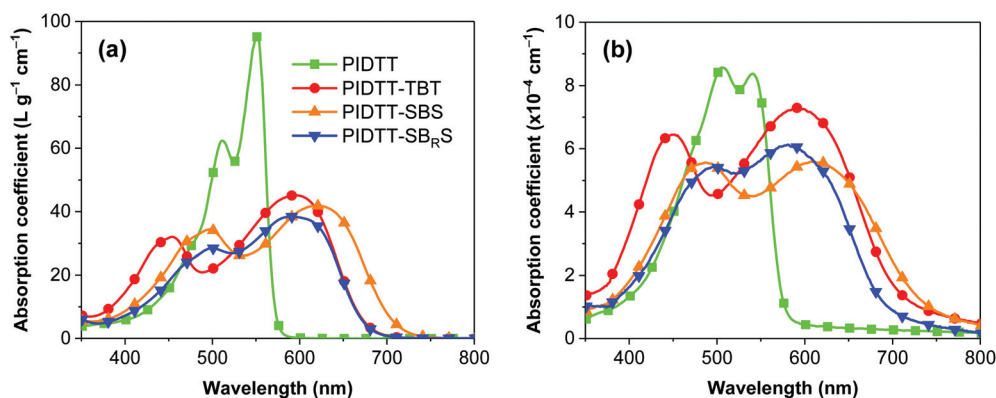 (a)
PIDTT
PIDTT-TBT
PIDTT-SBS
PIDTT-SB_RS
Absorption coefficient (L g⁻¹ cm⁻¹)
100
80
60
40
20
0
400 500 600 700 800
Wavelength (nm)
(b)
Absorption coefficient (x10⁻⁴ cm⁻¹)
10
8
6
4
2
0
400 500 600 700 800
Wavelength (nm)